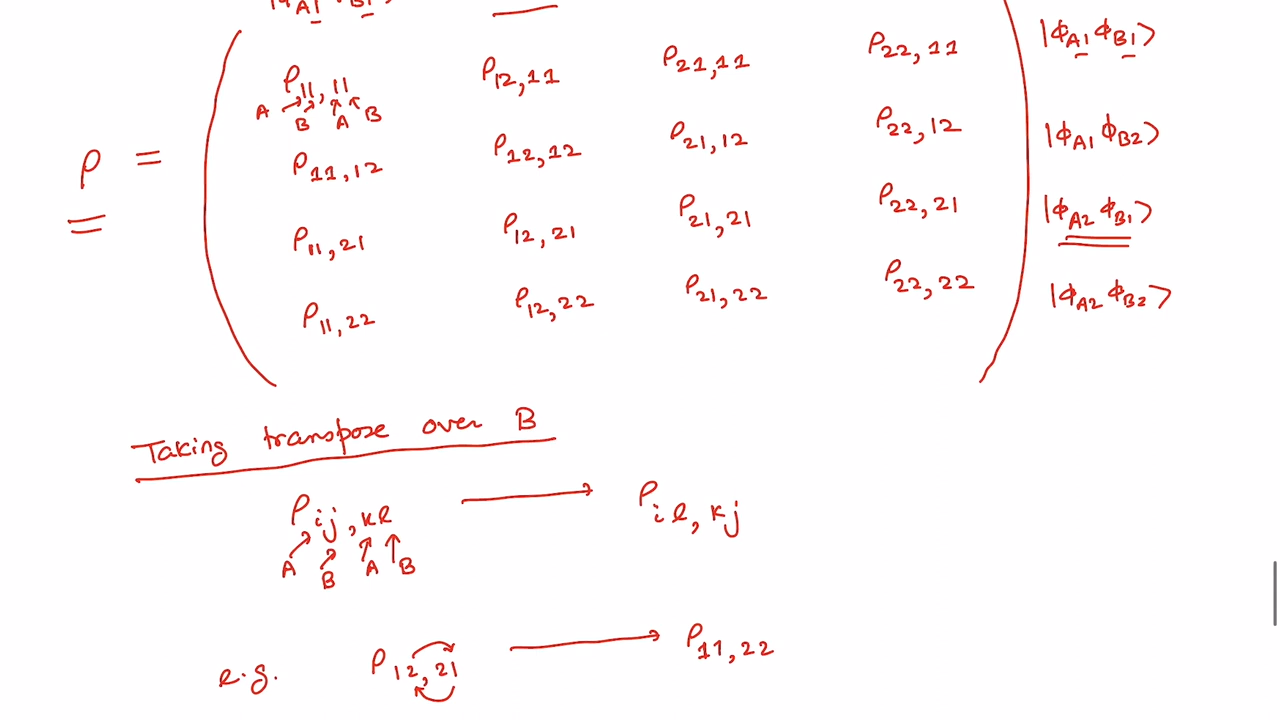 ρ =
ρ₁₁,₁₁ ρ₁₂,₁₁ ρ₂₁,₁₁ ρ₂₂,₁₁ |ϕA1 ϕB1⟩
A B A B
ρ₁₁,₁₂ ρ₁₂,₁₂ ρ₂₁,₁₂ ρ₂₂,₁₂ |ϕA1 ϕB2⟩
ρ₁₁,₂₁ ρ₁₂,₂₁ ρ₂₁,₂₁ ρ₂₂,₂₁ |ϕA2 ϕB1⟩
ρ₁₁,₂₂ ρ₁₂,₂₂ ρ₂₁,₂₂ ρ₂₂,₂₂ |ϕA2 ϕB2⟩
Taking transpose over B
ρij,kl → ρil,kj
A B A B
e.g. ρ₁₂,₂₁ → ρ₁₁,₂₂